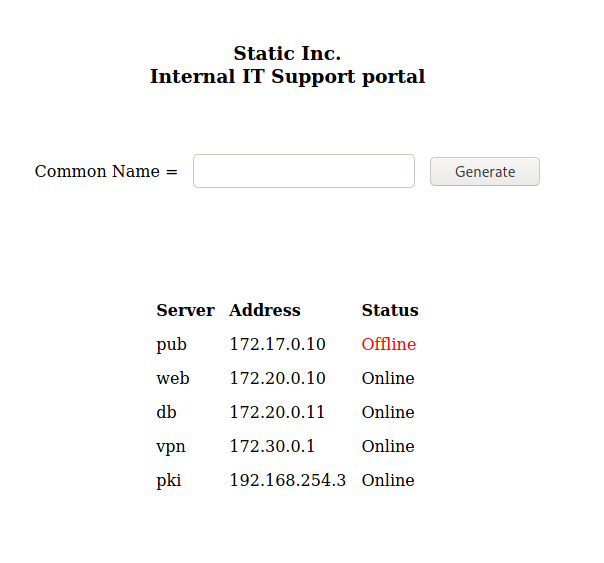 Static Inc.
Internal IT Support portal
Common Name = Generate
Server Address Status
pub 172.17.0.10 Offline
web 172.20.0.10 Online
db 172.20.0.11 Online
vpn 172.30.0.1 Online
pki 192.168.254.3 Online